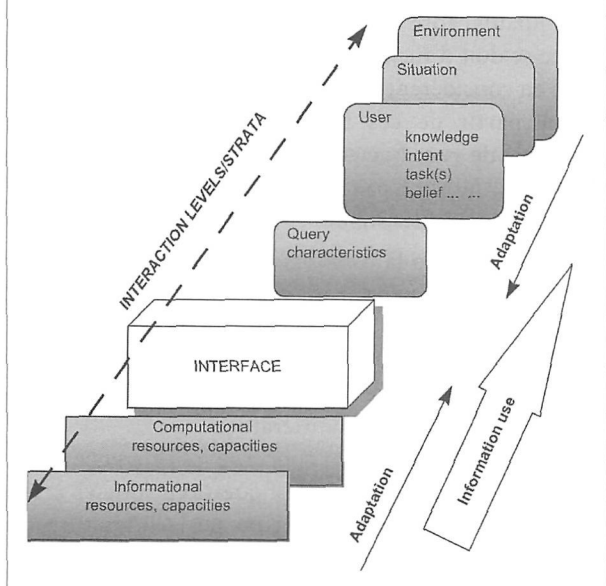 Environment
Situation
User
knowledge
intent
task(s)
belief ... ...
INTERACTION LEVELS/STRATA
Query
characteristics
Adaptation
INTERFACE
Computational
resources, capacities
Informational
resources, capacities
Adaptation
Information use